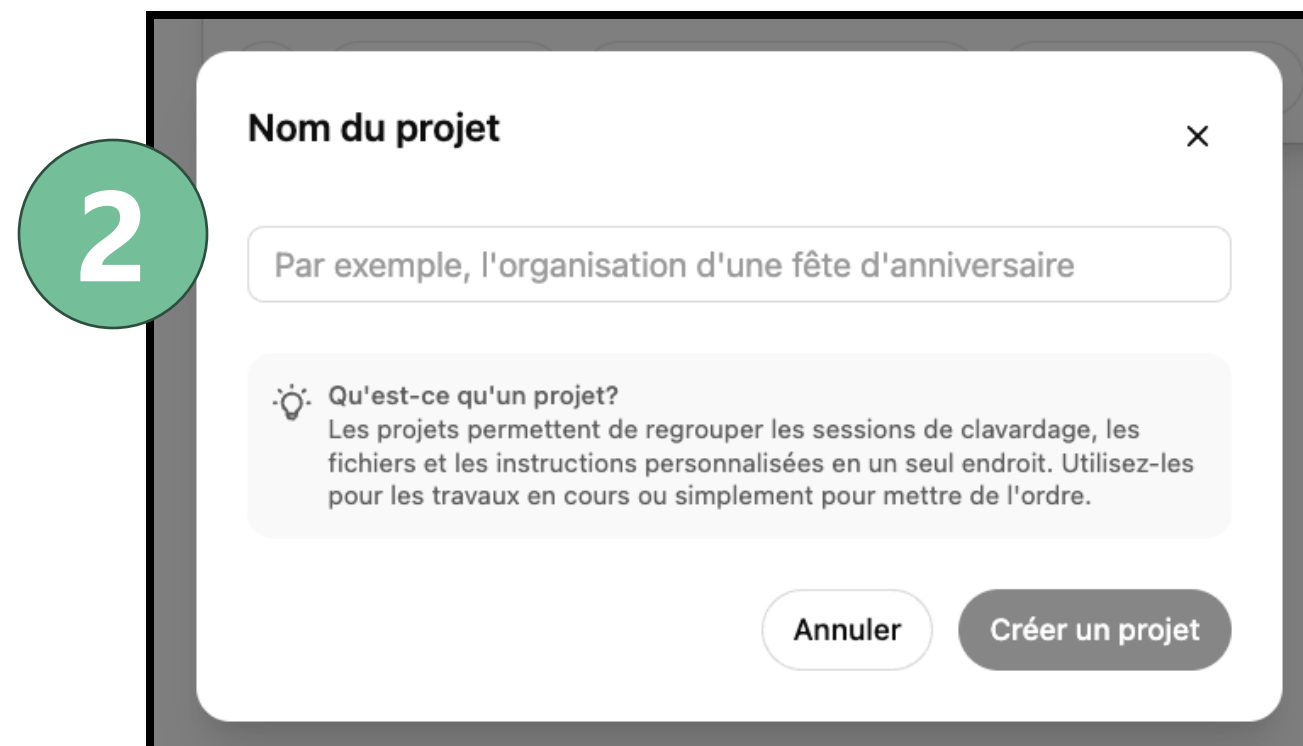 Nom du projet
2
Par exemple, l'organisation d'une fête d'anniversaire
Qu'est-ce qu'un projet?
Les projets permettent de regrouper les sessions de clavardage, les
fichiers et les instructions personnalisées en un seul endroit. Utilisez-les
pour les travaux en cours ou simplement pour mettre de l'ordre.
Annuler
Créer un projet